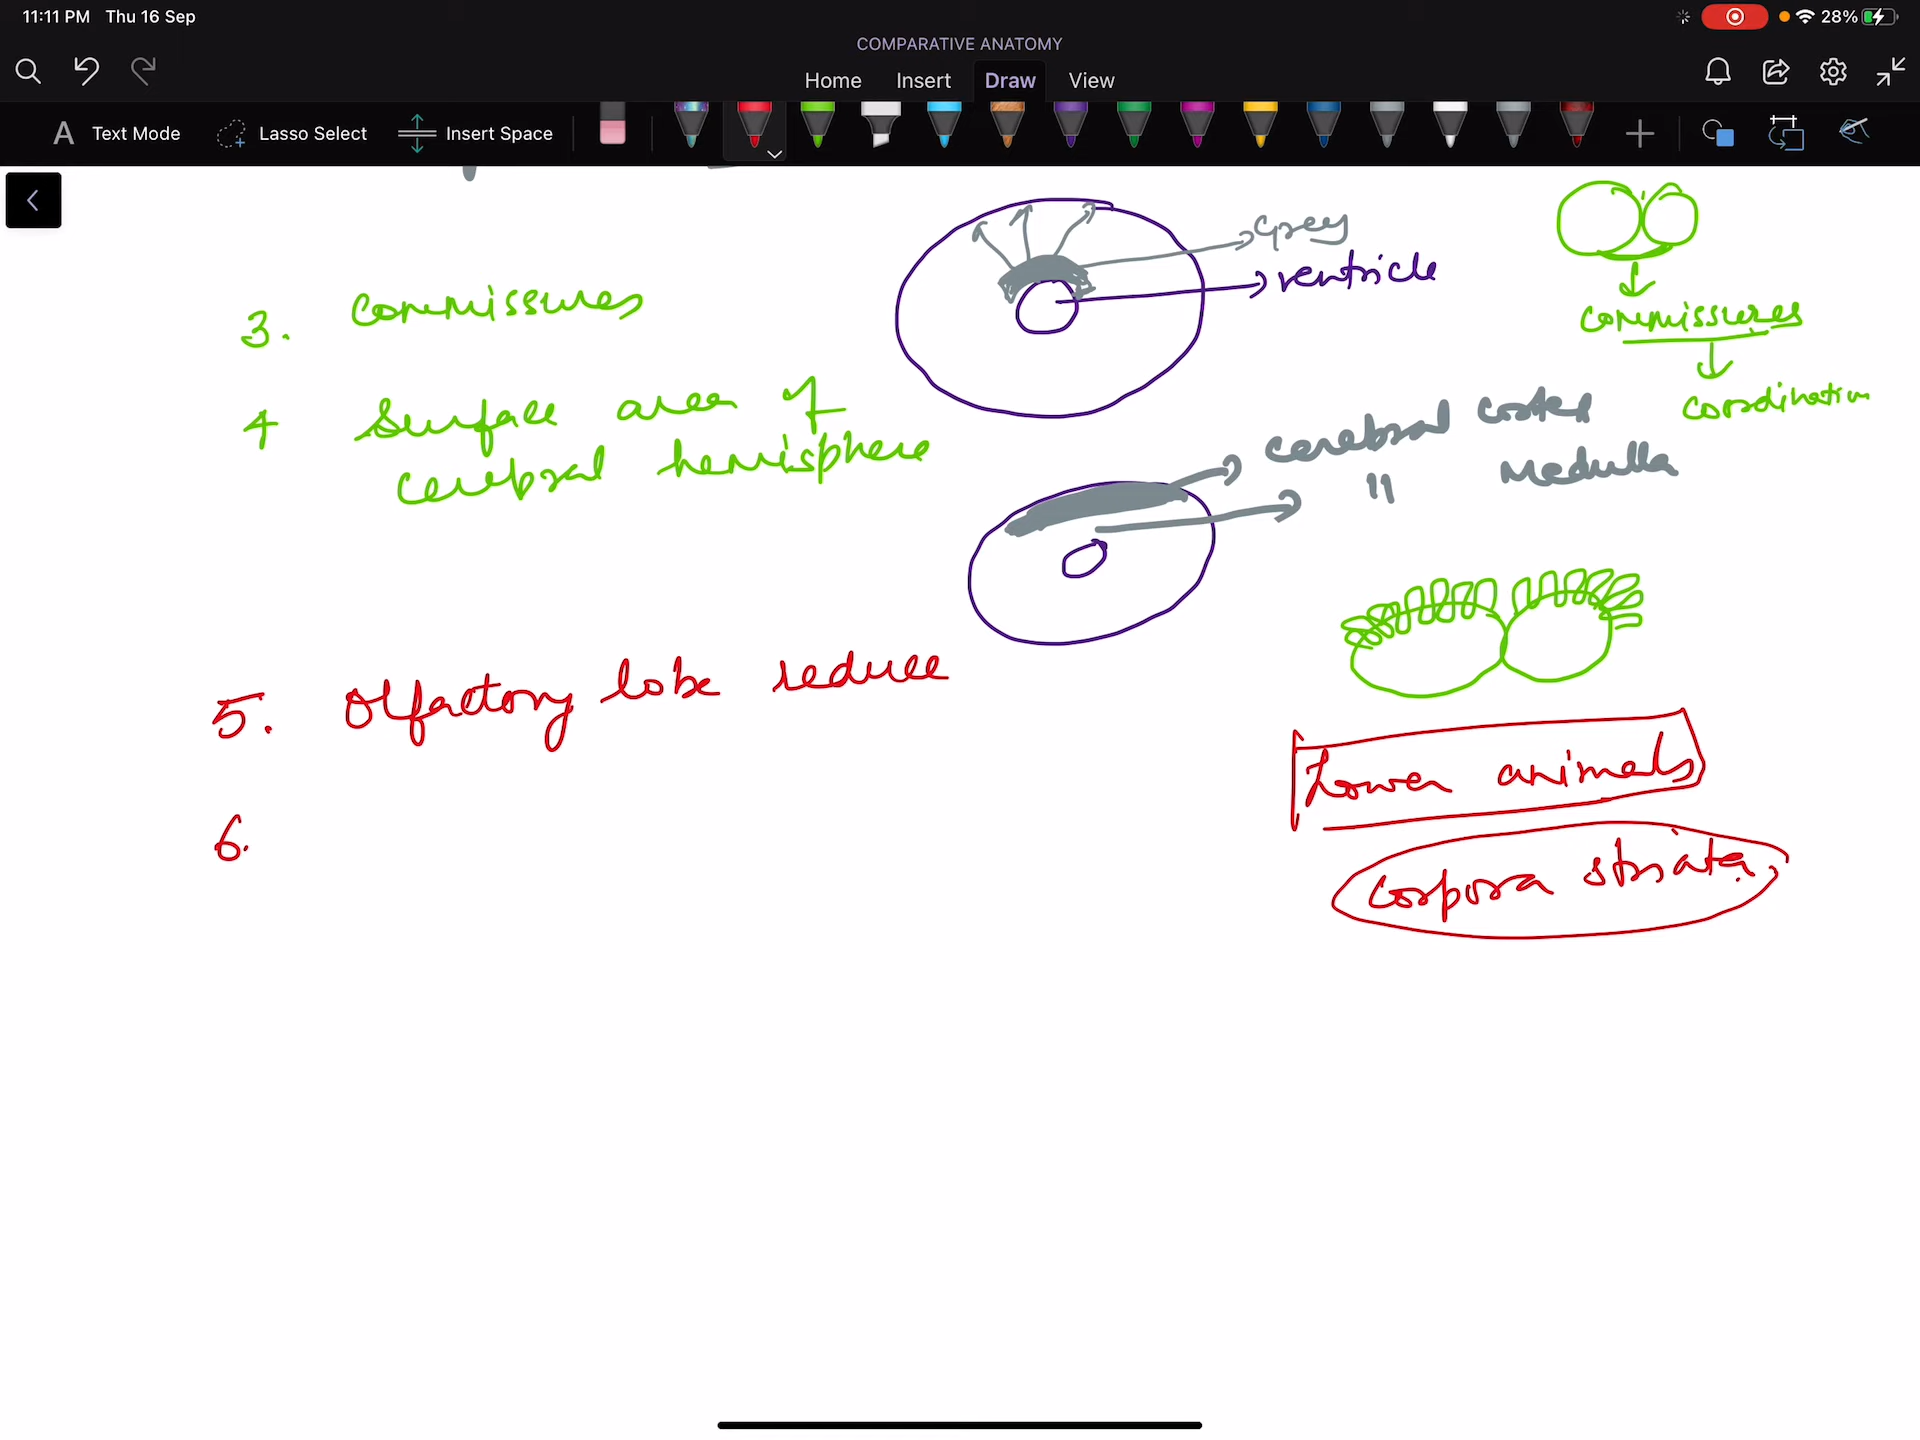 11:11 PM Thu 16 Sep
28%
COMPARATIVE ANATOMY
Home Insert Draw View
A Text Mode Lasso Select Insert Space
Grey
ventricle
3. Commissures
commissures
coordination
4 Surface area of
cerebral hemisphere
cerebral cortex
11 Medulla
5. Olfactory lobe reduce
Lower animals
6.
Corpora striata